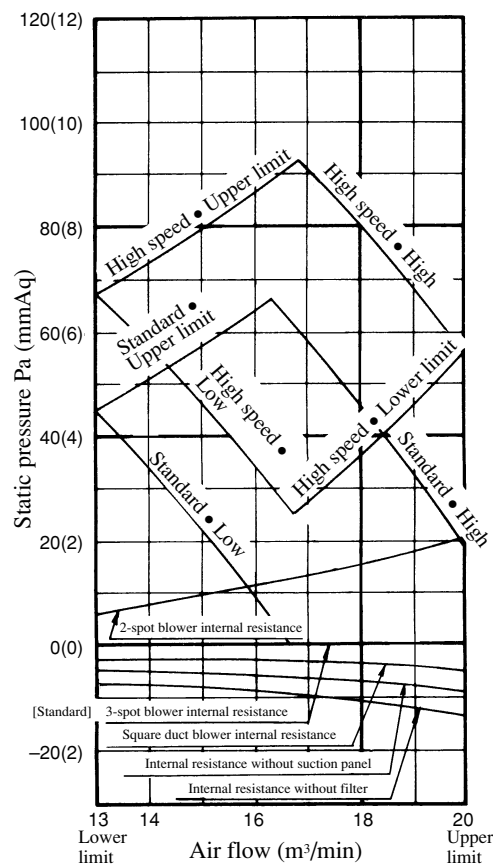 120(12)
100(10)
80(8)
60(6)
40(4)
20(2)
0(0)
−20(2)
Static pressure Pa (mmAq)
High speed • Upper limit
High speed • High
Standard • Upper limit
High speed • Low
High speed • Lower limit
Standard • Low
Standard • High
2-spot blower internal resistance
[Standard] 3-spot blower internal resistance
Square duct blower internal resistance
Internal resistance without suction panel
Internal resistance without filter
13 14 15 16 17 18 19 20
Lower limit
Upper limit
Air flow (m³/min)